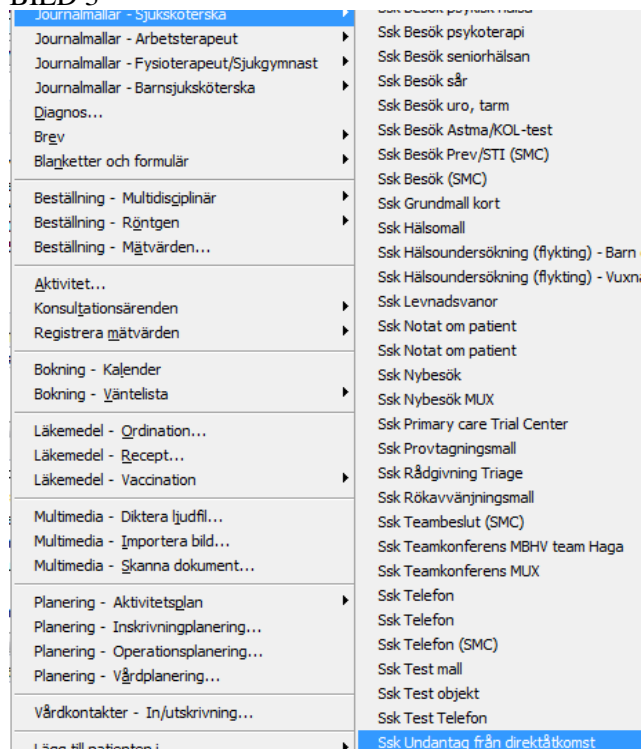 BILD 3
Journalmallar - Sjuksköterska
Journalmallar - Arbetsterapeut
Journalmallar - Fysioterapeut/Sjukgymnast
Journalmallar - Barnsjuksköterska
Diagnos...
Brev
Blanketter och formulär
Beställning - Multidisciplinär
Beställning - Röntgen
Beställning - Mätvärden...
Aktivitet...
Konsultationsärenden
Registrera mätvärden
Bokning - Kalender
Bokning - Väntelista
Läkemedel - Ordination...
Läkemedel - Recept...
Läkemedel - Vaccination
Multimedia - Diktera ljudfil...
Multimedia - Importera bild...
Multimedia - Skanna dokument...
Planering - Aktivitetsplan
Planering - Inskrivningplanering...
Planering - Operationsplanering...
Planering - Vårdplanering...
Vårdkontakter - In/utskrivning...
Lägg till patienten i
Ssk Besök psykisk hälsa
Ssk Besök psykoterapi
Ssk Besök seniorhälsan
Ssk Besök sår
Ssk Besök uro, tarm
Ssk Besök Astma/KOL-test
Ssk Besök Prev/STI (SMC)
Ssk Besök (SMC)
Ssk Grundmall kort
Ssk Hälsomall
Ssk Hälsoundersökning (flykting) - Barn
Ssk Hälsoundersökning (flykting) - Vuxna
Ssk Levnadsvanor
Ssk Notat om patient
Ssk Notat om patient
Ssk Nybesök
Ssk Nybesök MUX
Ssk Primary care Trial Center
Ssk Provtagningsmall
Ssk Rådgivning Triage
Ssk Rökavvänjningsmall
Ssk Teambeslut (SMC)
Ssk Teamkonferens MBHV team Haga
Ssk Teamkonferens MUX
Ssk Telefon
Ssk Telefon
Ssk Telefon (SMC)
Ssk Test mall
Ssk Test objekt
Ssk Test Telefon
Ssk Undantag från direktåtkomst